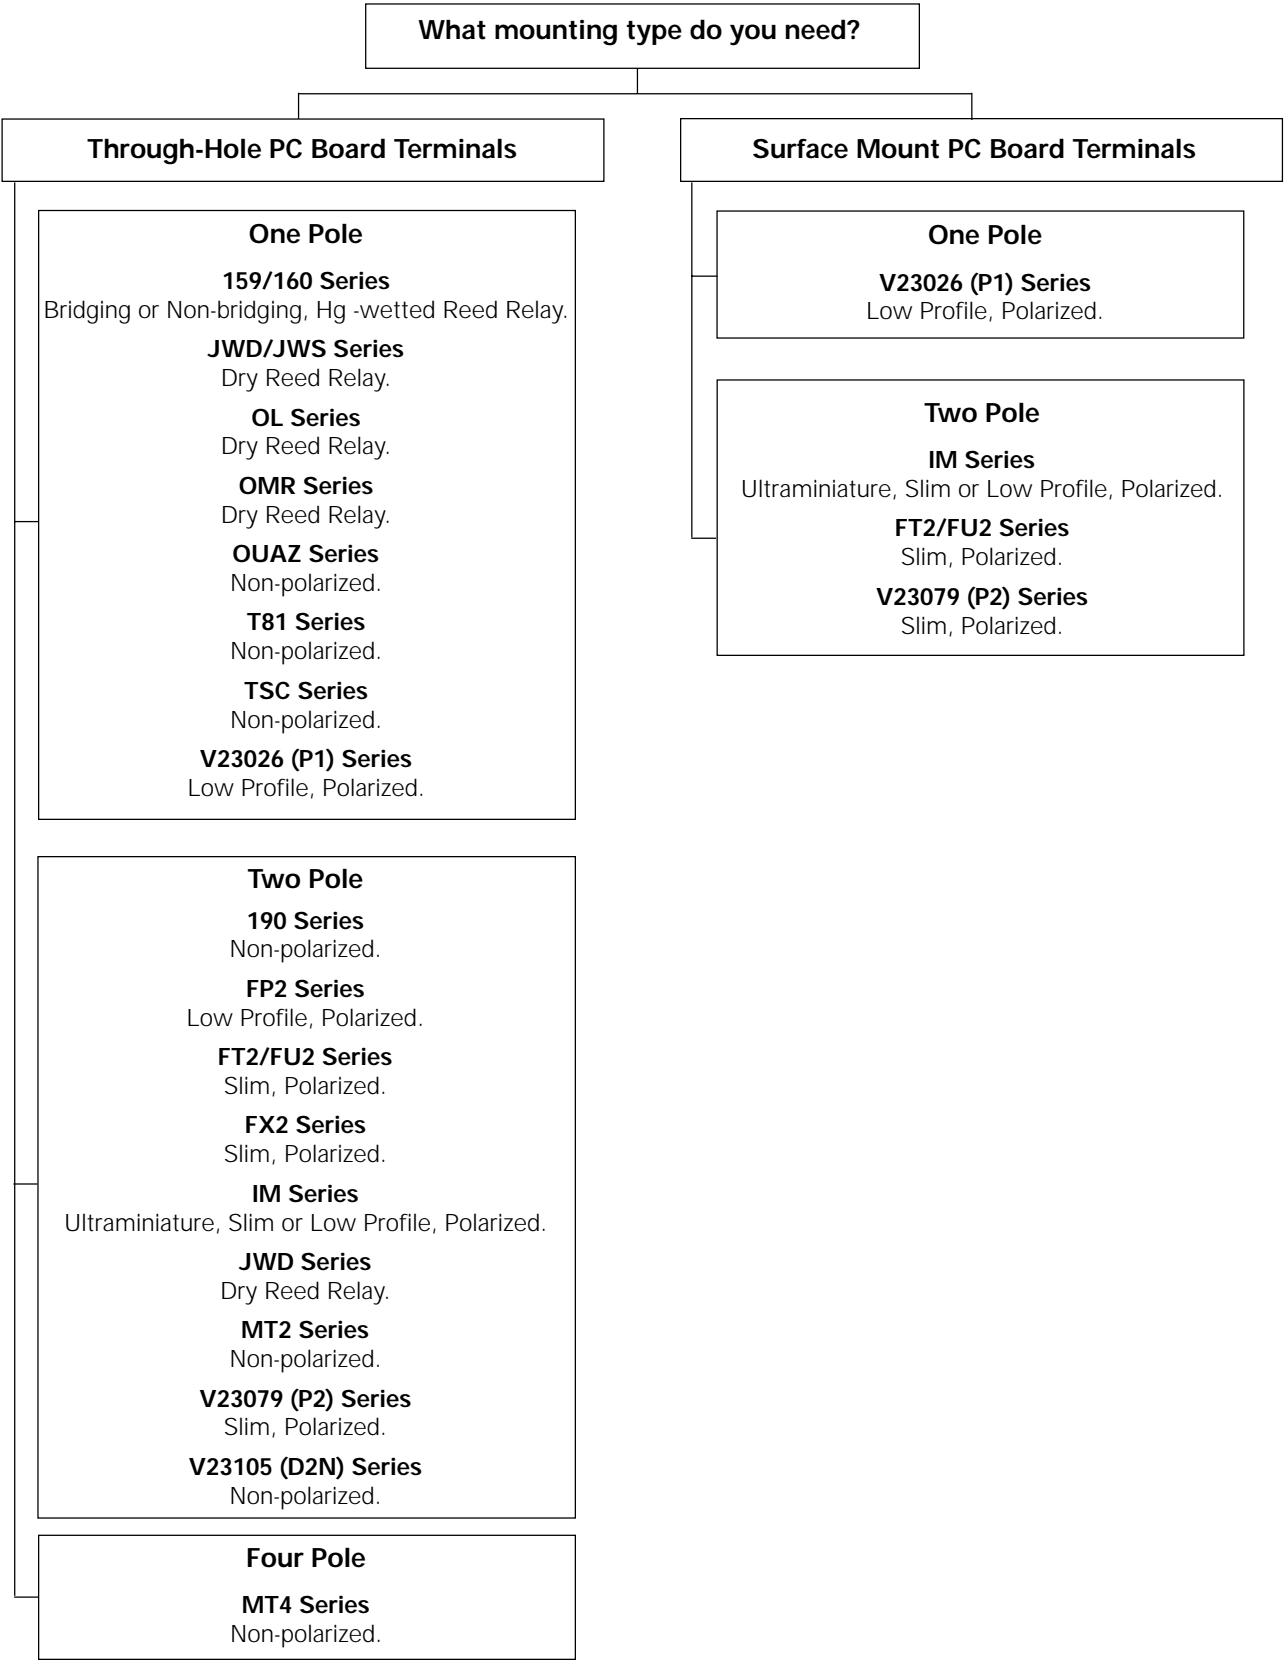 What mounting type do you need?
Through-Hole PC Board Terminals
One Pole
159/160 Series
Bridging or Non-bridging, Hg -wetted Reed Relay.
JWD/JWS Series
Dry Reed Relay.
OL Series
Dry Reed Relay.
OMR Series
Dry Reed Relay.
OUAZ Series
Non-polarized.
T81 Series
Non-polarized.
TSC Series
Non-polarized.
V23026 (P1) Series
Low Profile, Polarized.
Two Pole
190 Series
Non-polarized.
FP2 Series
Low Profile, Polarized.
FT2/FU2 Series
Slim, Polarized.
FX2 Series
Slim, Polarized.
IM Series
Ultraminiature, Slim or Low Profile, Polarized.
JWD Series
Dry Reed Relay.
MT2 Series
Non-polarized.
V23079 (P2) Series
Slim, Polarized.
V23105 (D2N) Series
Non-polarized.
Four Pole
MT4 Series
Non-polarized.
Surface Mount PC Board Terminals
One Pole
V23026 (P1) Series
Low Profile, Polarized.
Two Pole
IM Series
Ultraminiature, Slim or Low Profile, Polarized.
FT2/FU2 Series
Slim, Polarized.
V23079 (P2) Series
Slim, Polarized.